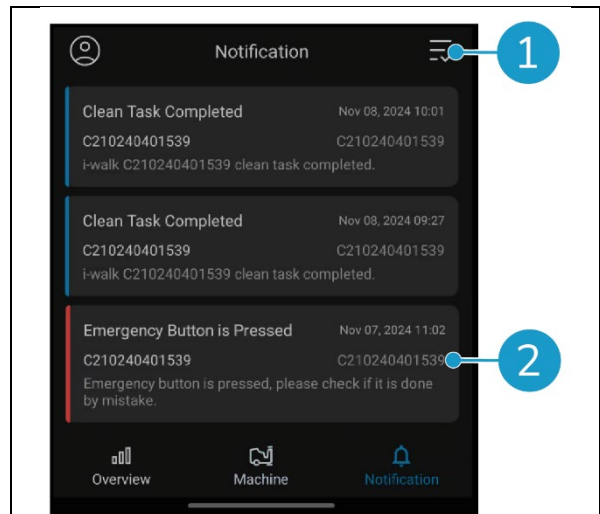 Notification
1
Clean Task Completed Nov 08, 2024 10:01
C210240401539 C210240401539
i-walk C210240401539 clean task completed.
Clean Task Completed Nov 08, 2024 09:27
C210240401539 C210240401539
i-walk C210240401539 clean task completed.
Emergency Button is Pressed Nov 07, 2024 11:02
C210240401539 C210240401539
2
Emergency button is pressed, please check if it is done
by mistake.
Overview Machine Notification